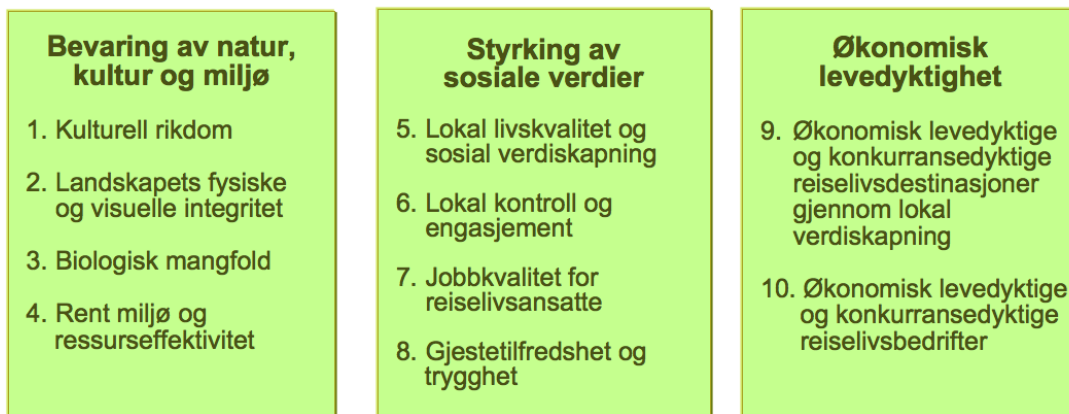 Bevaring av natur,
kultur og miljø
1. Kulturell rikdom
2. Landskapets fysiske
og visuelle integritet
3. Biologisk mangfold
4. Rent miljø og
ressurseffektivitet
Styrking av
sosiale verdier
5. Lokal livskvalitet og
sosial verdiskapning
6. Lokal kontroll og
engasjement
7. Jobbkvalitet for
reiselivsansatte
8. Gjestetilfredshet og
trygghet
Økonomisk
levedyktighet
9. Økonomisk levedyktige
og konkurransedyktige
reiselivsdestinasjoner
gjennom lokal
verdiskapning
10. Økonomisk levedyktige
og konkurransedyktige
reiselivsbedrifter